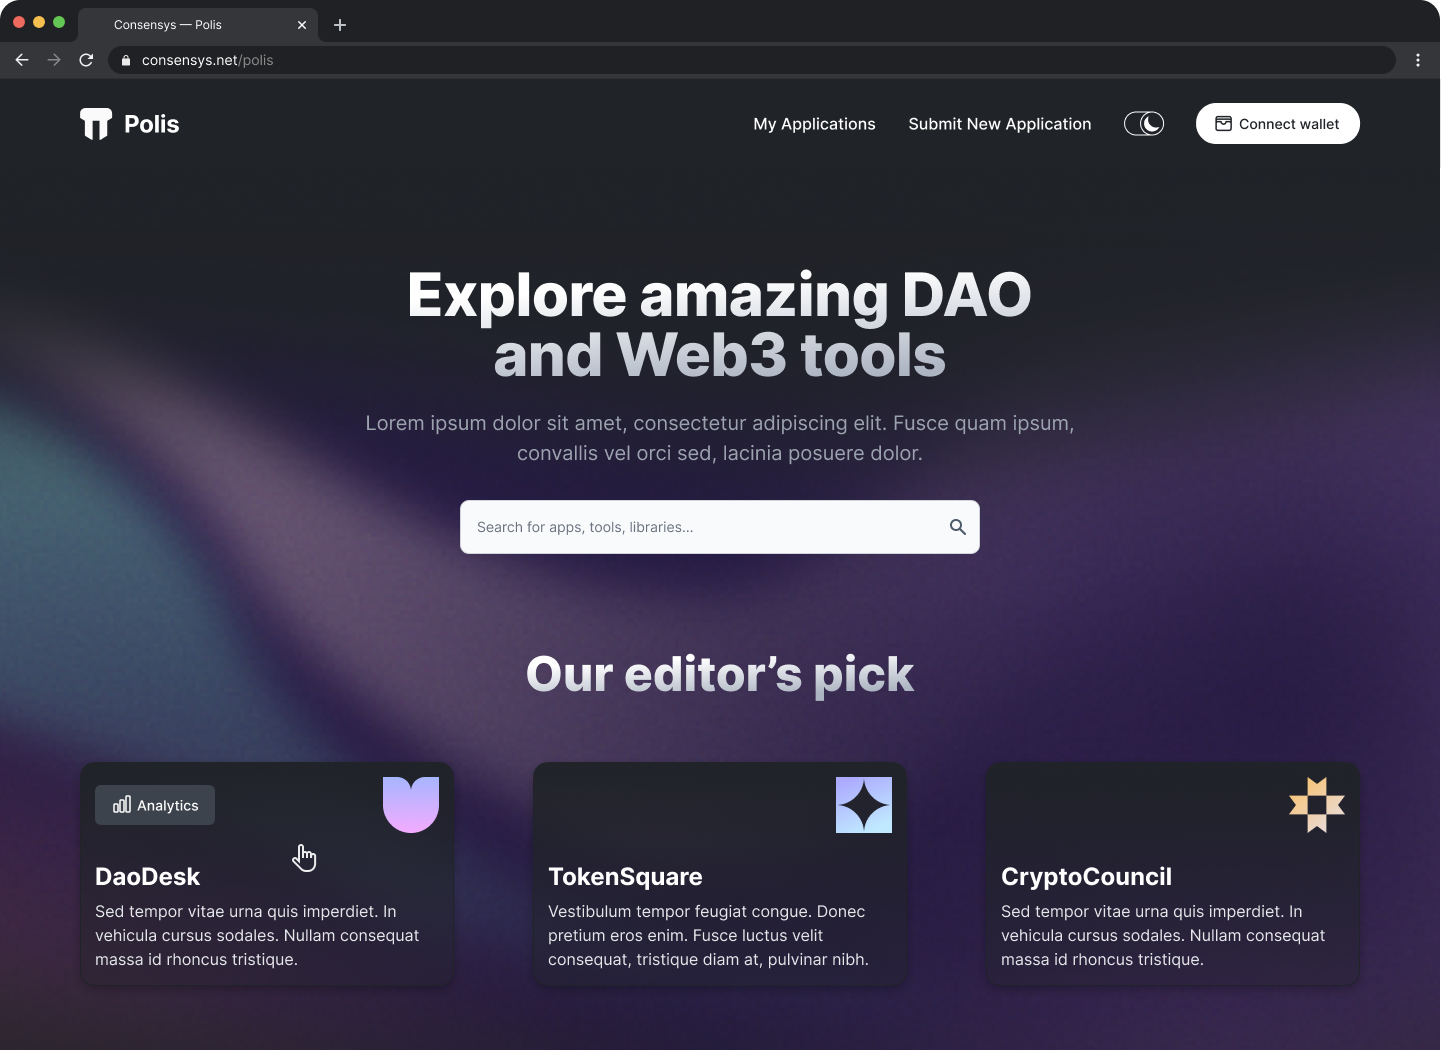 Consensys — Polis
consensys.net/polis
Polis
My Applications
Submit New Application
Connect wallet
Explore amazing DAO
and Web3 tools
Lorem ipsum dolor sit amet, consectetur adipiscing elit. Fusce quam ipsum,
convallis vel orci sed, lacinia posuere dolor.
Search for apps, tools, libraries...
Our editor’s pick
Analytics
DaoDesk
Sed tempor vitae urna quis imperdiet. In
vehicula cursus sodales. Nullam consequat
massa id rhoncus tristique.
TokenSquare
Vestibulum tempor feugiat congue. Donec
pretium eros enim. Fusce luctus velit
consequat, tristique diam at, pulvinar nibh.
CryptoCouncil
Sed tempor vitae urna quis imperdiet. In
vehicula cursus sodales. Nullam consequat
massa id rhoncus tristique.